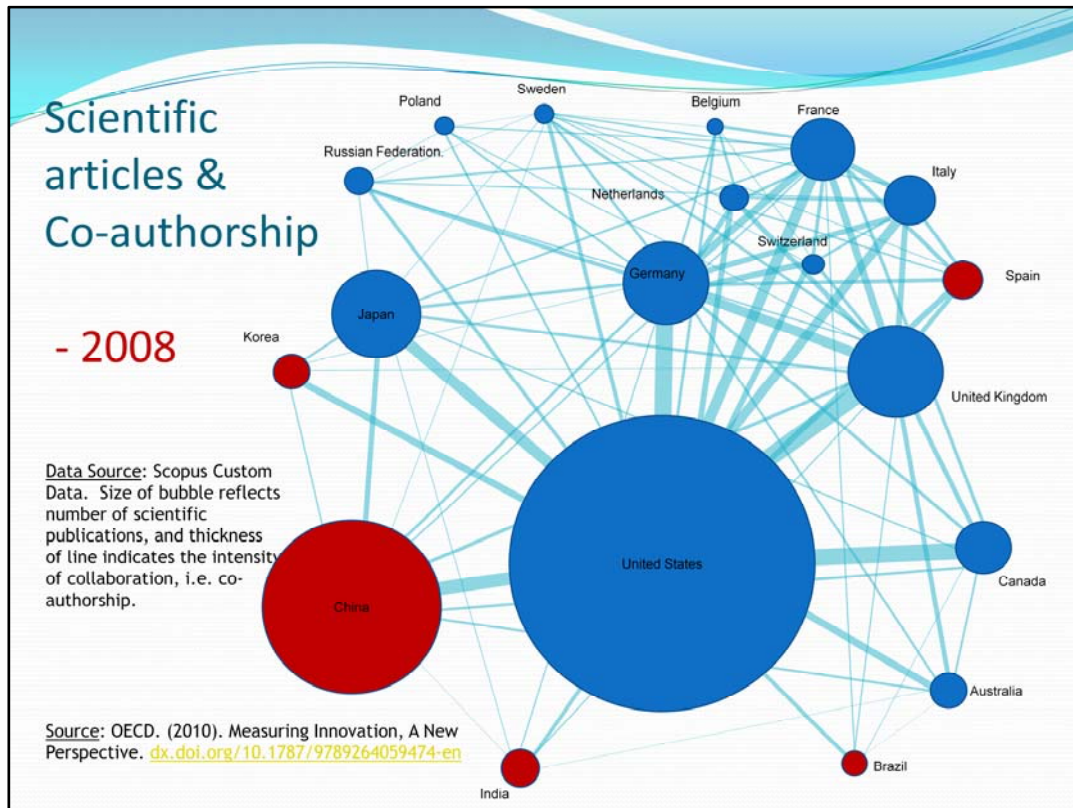 Scientific
articles &
Co-authorship
- 2008
Data Source: Scopus Custom
Data.  Size of bubble reflects
number of scientific
publications, and thickness
of line indicates the intensity
of collaboration, i.e. co-
authorship.
Source: OECD. (2010). Measuring Innovation, A New
Perspective. dx.doi.org/10.1787/9789264059474-en
Poland
Sweden
Belgium
France
Russian Federation.
Netherlands
Italy
Switzerland
Germany
Spain
Japan
Korea
United Kingdom
United States
Canada
China
Australia
India
Brazil